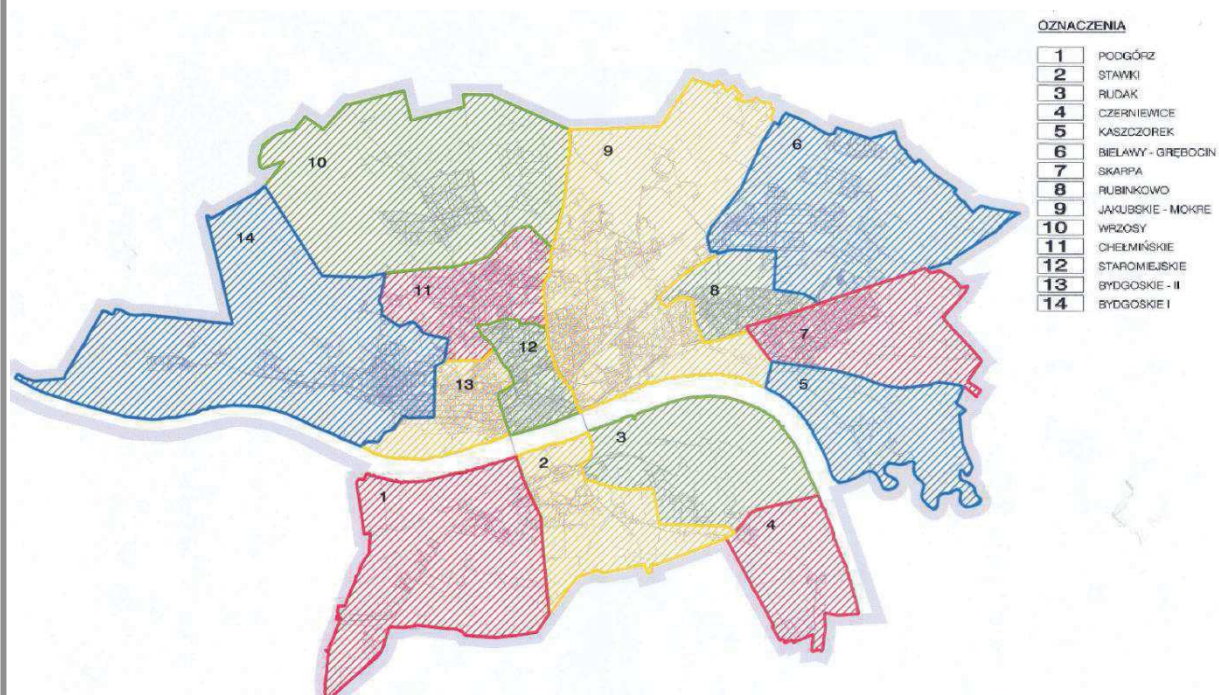 OZNACZENIA
1 PODGÓRZ
2 STAWKI
3 RUDAK
4 CZERNIEWICE
5 KASZCZOREK
6 BIELAWY - GRĘBOCIN
7 SKARPA
8 RUBINKOWO
9 JAKUBSKIE - MOKRE
10 WRZOSY
11 CHEŁMIŃSKIE
12 STAROMIEJSKIE
13 BYDGOSKIE - II
14 BYDGOSKIE I
9
6
10
14
11
8
7
12
13
5
3
2
1
4